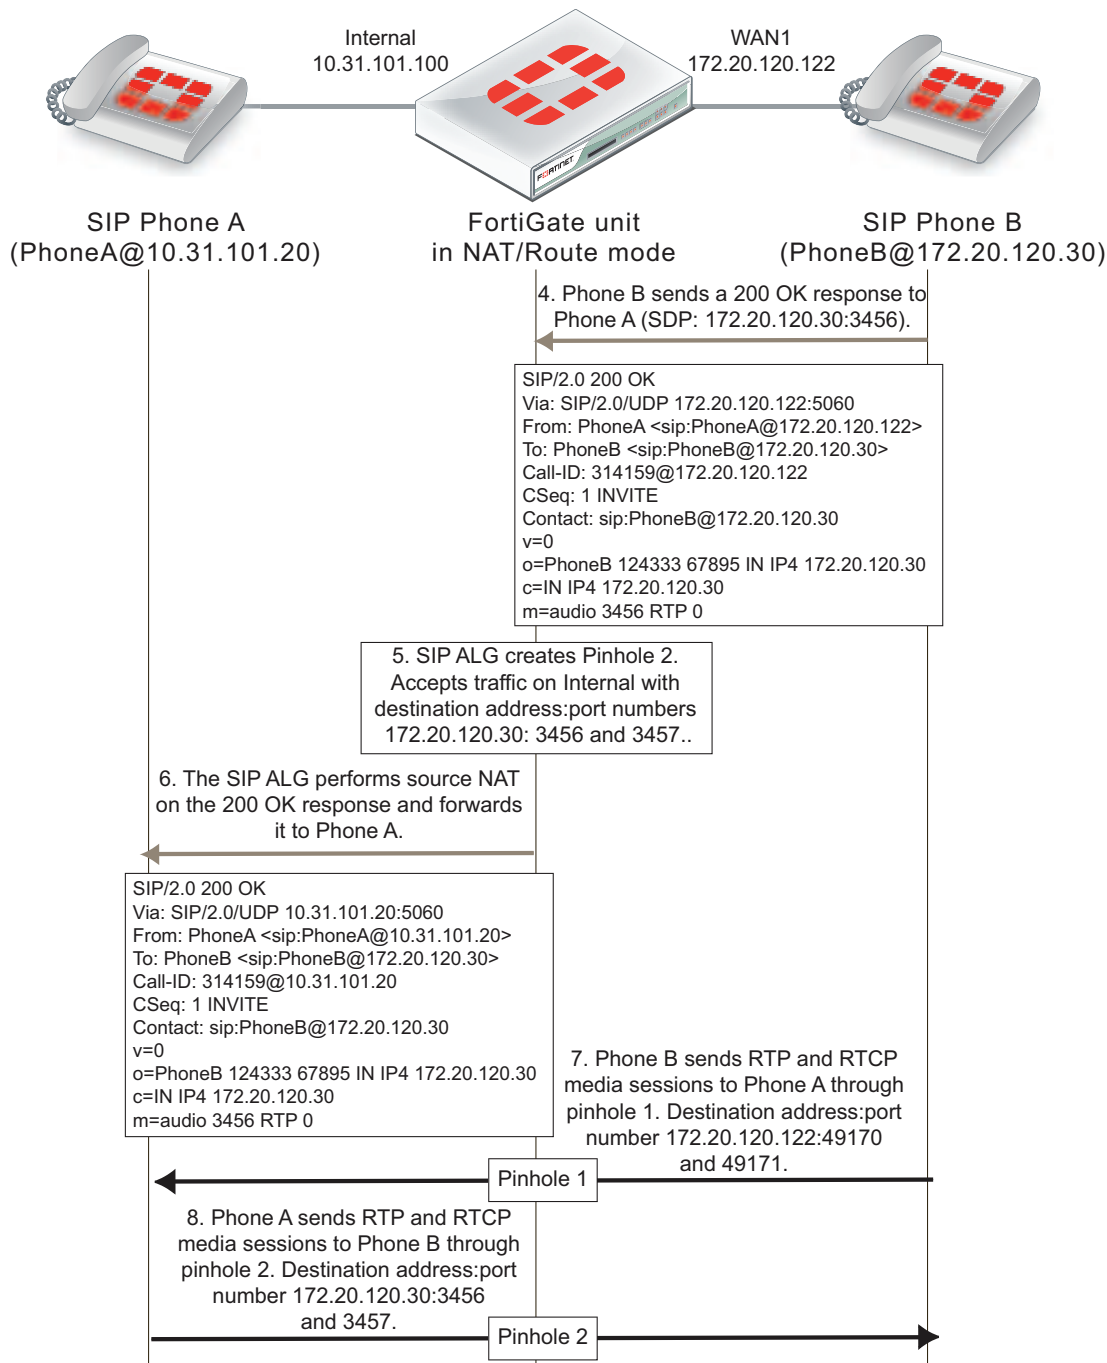 Internal
10.31.101.100
WAN1
172.20.120.122
FORTINET
SIP Phone A
(PhoneA@10.31.101.20)
FortiGate unit
in NAT/Route mode
SIP Phone B
(PhoneB@172.20.120.30)
4. Phone B sends a 200 OK response to
Phone A (SDP: 172.20.120.30:3456).
SIP/2.0 200 OK
Via: SIP/2.0/UDP 172.20.120.122:5060
From: PhoneA <sip:PhoneA@172.20.120.122>
To: PhoneB <sip:PhoneB@172.20.120.30>
Call-ID: 314159@172.20.120.122
CSeq: 1 INVITE
Contact: sip:PhoneB@172.20.120.30
v=0
o=PhoneB 124333 67895 IN IP4 172.20.120.30
c=IN IP4 172.20.120.30
m=audio 3456 RTP 0
5. SIP ALG creates Pinhole 2.
Accepts traffic on Internal with
destination address:port numbers
172.20.120.30: 3456 and 3457..
6. The SIP ALG performs source NAT
on the 200 OK response and forwards
it to Phone A.
SIP/2.0 200 OK
Via: SIP/2.0/UDP 10.31.101.20:5060
From: PhoneA <sip:PhoneA@10.31.101.20>
To: PhoneB <sip:PhoneB@172.20.120.30>
Call-ID: 314159@10.31.101.20
CSeq: 1 INVITE
Contact: sip:PhoneB@172.20.120.30
v=0
o=PhoneB 124333 67895 IN IP4 172.20.120.30
c=IN IP4 172.20.120.30
m=audio 3456 RTP 0
7. Phone B sends RTP and RTCP
media sessions to Phone A through
pinhole 1. Destination address:port
number 172.20.120.122:49170
and 49171.
Pinhole 1
8. Phone A sends RTP and RTCP
media sessions to Phone B through
pinhole 2. Destination address:port
number 172.20.120.30:3456
and 3457.
Pinhole 2